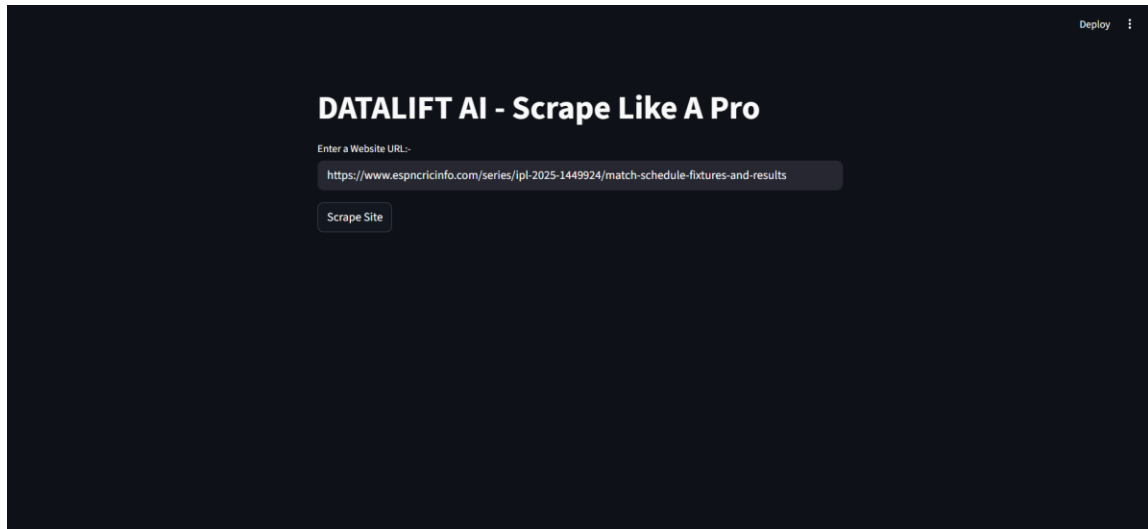 Deploy
DATALIFT AI - Scrape Like A Pro
Enter a Website URL:-
https://www.espncricinfo.com/series/ipl-2025-1449924/match-schedule-fixtures-and-results
Scrape Site